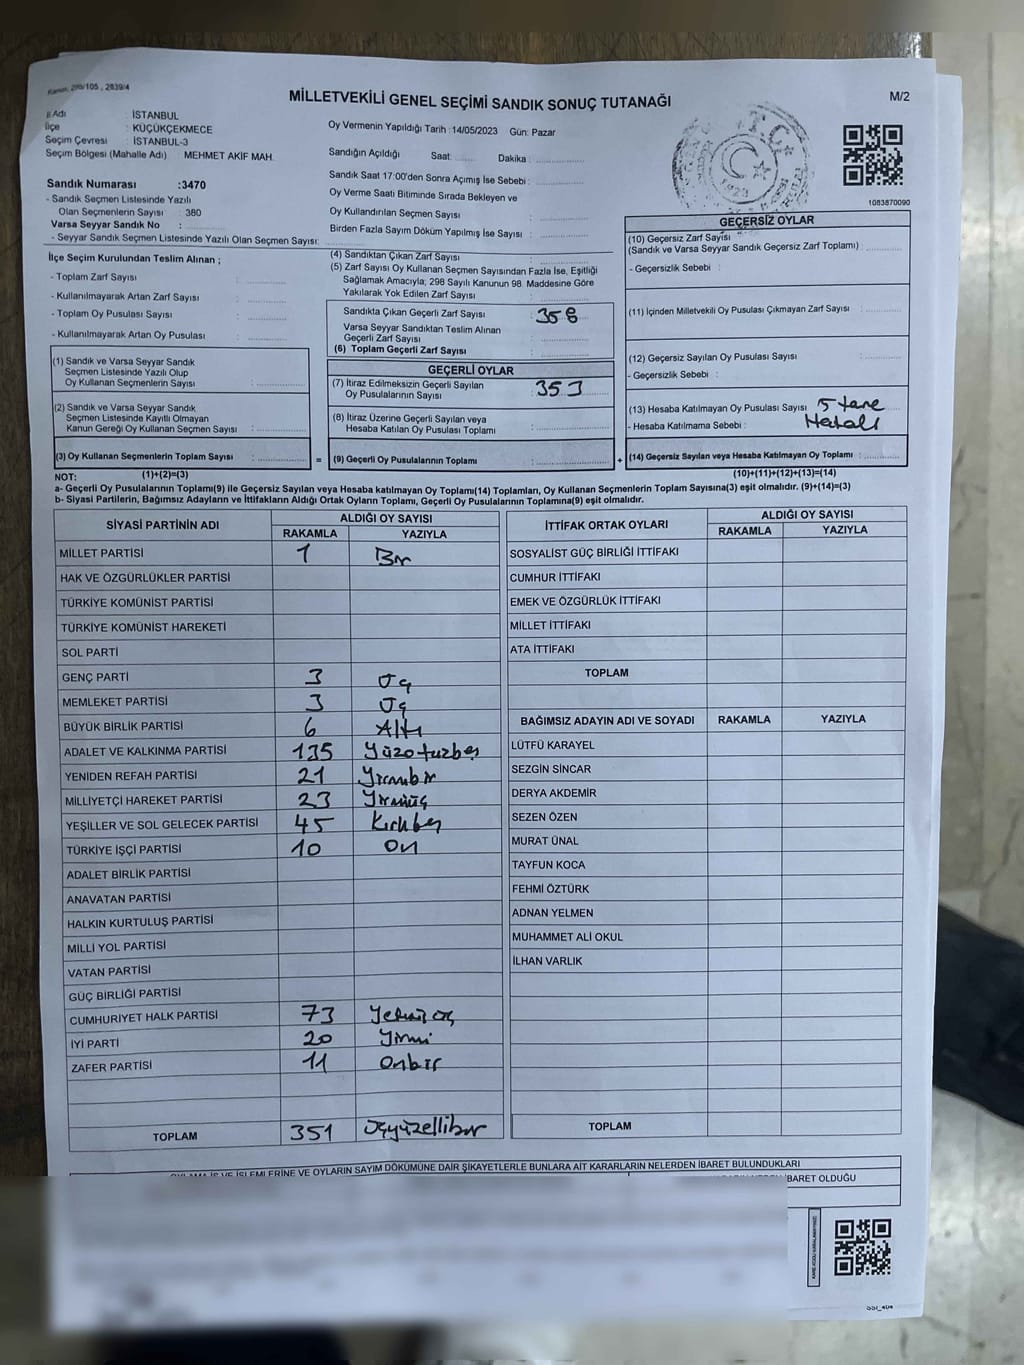 Kanun: 298/105 , 2839/4
MİLLETVEKİLİ GENEL SEÇİMİ SANDIK SONUÇ TUTANAĞI
M/2
İl Adı : İSTANBUL
İlçe : KÜÇÜKÇEKMECE
Seçim Çevresi : İSTANBUL-3
Seçim Bölgesi (Mahalle Adı) : MEHMET AKİF MAH.
Sandık Numarası :3470
- Sandık Seçmen Listesinde Yazılı
Olan Seçmenlerin Sayısı : 380
Varsa Seyyar Sandık No :
- Seyyar Sandık Seçmen Listesinde Yazılı Olan Seçmen Sayısı:
İlçe Seçim Kurulundan Teslim Alınan ;
- Toplam Zarf Sayısı :
- Kullanılmayarak Artan Zarf Sayısı :
- Toplam Oy Pusulası Sayısı :
- Kullanılmayarak Artan Oy Pusulası :
(1) Sandık ve Varsa Seyyar Sandık
Seçmen Listesinde Yazılı Olup
Oy Kullanan Seçmenlerin Sayısı :
(2) Sandık ve Varsa Seyyar Sandık
Seçmen Listesinde Kayıtlı Olmayan
Kanun Gereği Oy Kullanan Seçmen Sayısı :
(3) Oy Kullanan Seçmenlerin Toplam Sayısı :
Oy Vermenin Yapıldığı Tarih :14/05/2023 Gün: Pazar
Sandığın Açıldığı Saat: Dakika :
Sandık Saat 17:00'den Sonra Açımış İse Sebebi :
Oy Verme Saati Bitiminde Sırada Bekleyen ve
Oy Kullandırılan Seçmen Sayısı :
Birden Fazla Sayım Döküm Yapılmış İse Sayısı :
(4) Sandıktan Çıkan Zarf Sayısı :
(5) Zarf Sayısı Oy Kullanan Seçmen Sayısından Fazla İse, Eşitliği
Sağlamak Amacıyla; 298 Sayılı Kanunun 98. Maddesine Göre
Yakılarak Yok Edilen Zarf Sayısı :
Sandıkta Çıkan Geçerli Zarf Sayısı : 358
Varsa Seyyar Sandıktan Teslim Alınan
Geçerli Zarf Sayısı :
(6) Toplam Geçerli Zarf Sayısı :
GEÇERLİ OYLAR
(7) İtiraz Edilmeksizin Geçerli Sayılan
Oy Pusulalarının Sayısı : 353
(8) İtiraz Üzerine Geçerli Sayılan veya
Hesaba Katılan Oy Pusulası Toplamı :
= (9) Geçerli Oy Pusulalarının Toplamı : +
T.C.
1923
1083870090
GEÇERSİZ OYLAR
(10) Geçersiz Zarf Sayısı
(Sandık ve Varsa Seyyar Sandık Geçersiz Zarf Toplamı) :
- Geçersizlik Sebebi :
(11) İçinden Milletvekili Oy Pusulası Çıkmayan Zarf Sayısı :
(12) Geçersiz Sayılan Oy Pusulası Sayısı :
- Geçersizlik Sebebi :
(13) Hesaba Katılmayan Oy Pusulası Sayısı : 5 tane
- Hesaba Katılmama Sebebi : Hatalı
(14) Geçersiz Sayılan veya Hesaba Katılmayan Oy Toplamı :
NOT: (1)+(2)=(3) (10)+(11)+(12)+(13)=(14)
a- Geçerli Oy Pusulalarının Toplamı(9) ile Geçersiz Sayılan veya Hesaba katılmayan Oy Toplamı(14) Toplamları, Oy Kullanan Seçmenlerin Toplam Sayısına(3) eşit olmalıdır. (9)+(14)=(3)
b- Siyasi Partilerin, Bağımsız Adayların ve İttifakların Aldığı Ortak Oyların Toplamı, Geçerli Oy Pusulalarının Toplamına(9) eşit olmalıdır.
SİYASİ PARTİNİN ADI ALDIĞI OY SAYISI
RAKAMLA YAZIYLA
MİLLET PARTİSİ 1 Bir
HAK VE ÖZGÜRLÜKLER PARTİSİ
TÜRKİYE KOMÜNİST PARTİSİ
TÜRKİYE KOMÜNİST HAREKETİ
SOL PARTİ
GENÇ PARTİ 3 Üç
MEMLEKET PARTİSİ 3 Üç
BÜYÜK BİRLİK PARTİSİ 6 Altı
ADALET VE KALKINMA PARTİSİ 135 Yüzotuzbeş
YENİDEN REFAH PARTİSİ 21 Yirmibir
MİLLİYETÇİ HAREKET PARTİSİ 23 Yirmiüç
YEŞİLLER VE SOL GELECEK PARTİSİ 45 Kırkbeş
TÜRKİYE İŞÇİ PARTİSİ 10 On
ADALET BİRLİK PARTİSİ
ANAVATAN PARTİSİ
HALKIN KURTULUŞ PARTİSİ
MİLLİ YOL PARTİSİ
VATAN PARTİSİ
GÜÇ BİRLİĞİ PARTİSİ
CUMHURİYET HALK PARTİSİ 73 Yetmiş üç
İYİ PARTİ 20 Yirmi
ZAFER PARTİSİ 11 Onbir
TOPLAM 351 Üçyüzellibir
İTTİFAK ORTAK OYLARI ALDIĞI OY SAYISI
RAKAMLA YAZIYLA
SOSYALİST GÜÇ BİRLİĞİ İTTİFAKI
CUMHUR İTTİFAKI
EMEK VE ÖZGÜRLÜK İTTİFAKI
MİLLET İTTİFAKI
ATA İTTİFAKI
TOPLAM
BAĞIMSIZ ADAYIN ADI VE SOYADI RAKAMLA YAZIYLA
LÜTFÜ KARAYEL
SEZGİN SİNCAR
DERYA AKDEMİR
SEZEN ÖZEN
MURAT ÜNAL
TAYFUN KOCA
FEHMİ ÖZTÜRK
ADNAN YELMEN
MUHAMMET ALİ OKUL
İLHAN VARLIK
TOPLAM
OYLAMA İŞ VE İŞLEMLERİNE VE OYLARIN SAYIM DÖKÜMÜNE DAİR ŞİKAYETLERLE BUNLARA AİT KARARLARIN NELERDEN İBARET BULUNDUKLARI
İBARET OLDUĞU